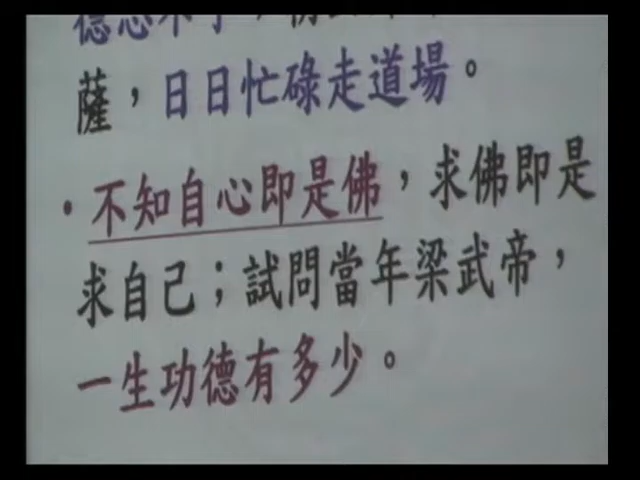 薩，日日忙碌走道場。
•不知自心即是佛，求佛即是
求自己；試問當年梁武帝，
一生功德有多少。